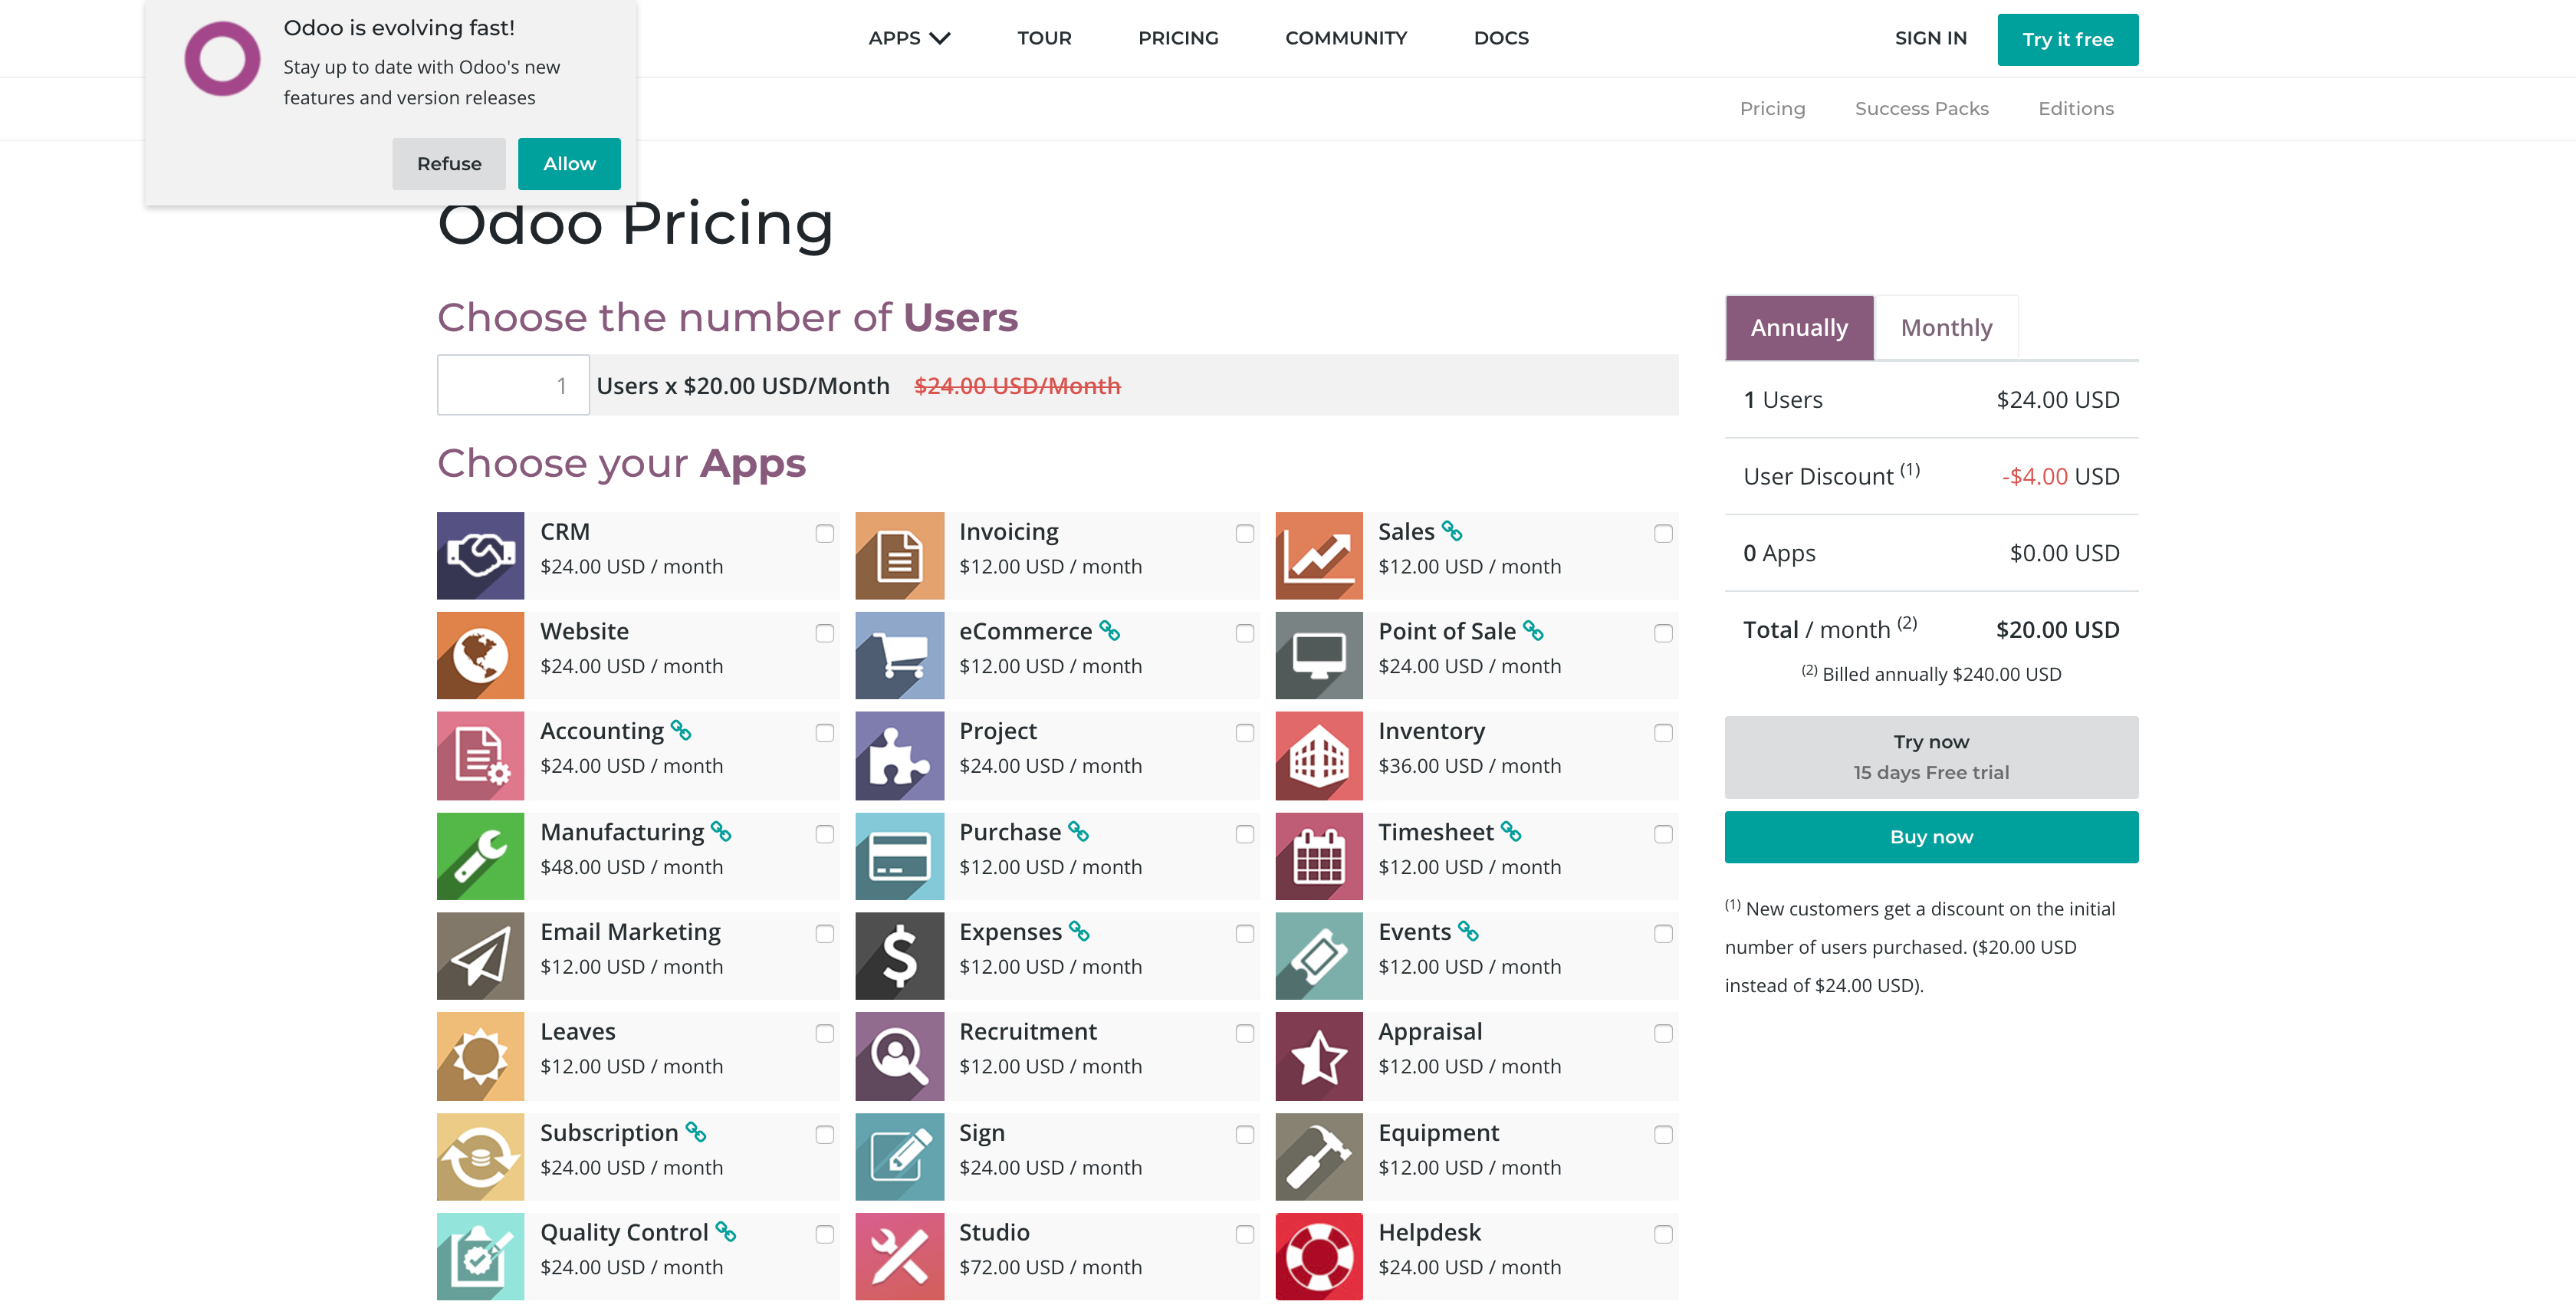 Odoo is evolving fast!
Stay up to date with Odoo's new
features and version releases
Refuse
Allow
APPS
TOUR
PRICING
COMMUNITY
DOCS
SIGN IN
Try it free
Pricing
Success Packs
Editions
Odoo Pricing
Choose the number of Users
1 Users x $20.00 USD/Month $24.00 USD/Month
Choose your Apps
CRM
$24.00 USD / month
Invoicing
$12.00 USD / month
Sales
$12.00 USD / month
Website
$24.00 USD / month
eCommerce
$12.00 USD / month
Point of Sale
$24.00 USD / month
Accounting
$24.00 USD / month
Project
$24.00 USD / month
Inventory
$36.00 USD / month
Manufacturing
$48.00 USD / month
Purchase
$12.00 USD / month
Timesheet
$12.00 USD / month
Email Marketing
$12.00 USD / month
Expenses
$12.00 USD / month
Events
$12.00 USD / month
Leaves
$12.00 USD / month
Recruitment
$12.00 USD / month
Appraisal
$12.00 USD / month
Subscription
$24.00 USD / month
Sign
$24.00 USD / month
Equipment
$12.00 USD / month
Quality Control
$24.00 USD / month
Studio
$72.00 USD / month
Helpdesk
$24.00 USD / month
Annually
Monthly
1 Users $24.00 USD
User Discount (1) -$4.00 USD
0 Apps $0.00 USD
Total / month (2) $20.00 USD
(2) Billed annually $240.00 USD
Try now
15 days Free trial
Buy now
(1) New customers get a discount on the initial
number of users purchased. ($20.00 USD
instead of $24.00 USD).